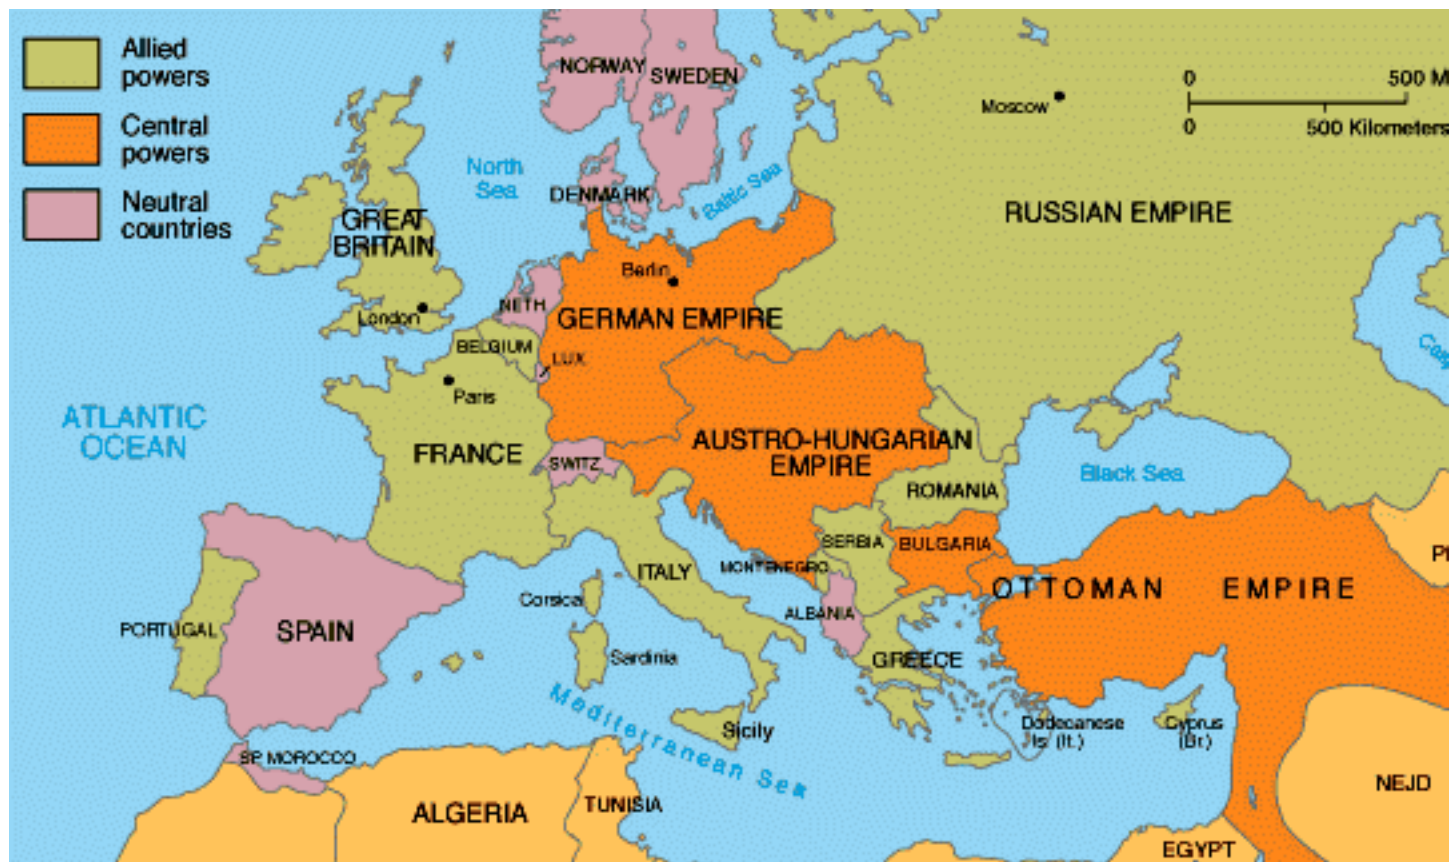 Allied
powers
Central
powers
Neutral
countries
NORWAY
SWEDEN
Moscow
0
500 M
0
500 Kilometers
North
Sea
DENMARK
Baltic Sea
RUSSIAN EMPIRE
GREAT
BRITAIN
Berlin
NETH
London
GERMAN EMPIRE
BELGIUM
LUX
Paris
ATLANTIC
OCEAN
FRANCE
SWITZ
AUSTRO-HUNGARIAN
EMPIRE
Casp
ROMANIA
Black Sea
SERBIA
BULGARIA
MONTENEGRO
ITALY
OTTOMAN EMPIRE
Corsica
ALBANIA
PORTUGAL
SPAIN
Sardinia
GREECE
Mediterranean Sea
Sicily
Dodecanese
Is. (It.)
Cyprus
(Br.)
SP. MOROCCO
ALGERIA
TUNISIA
NEJD
EGYPT